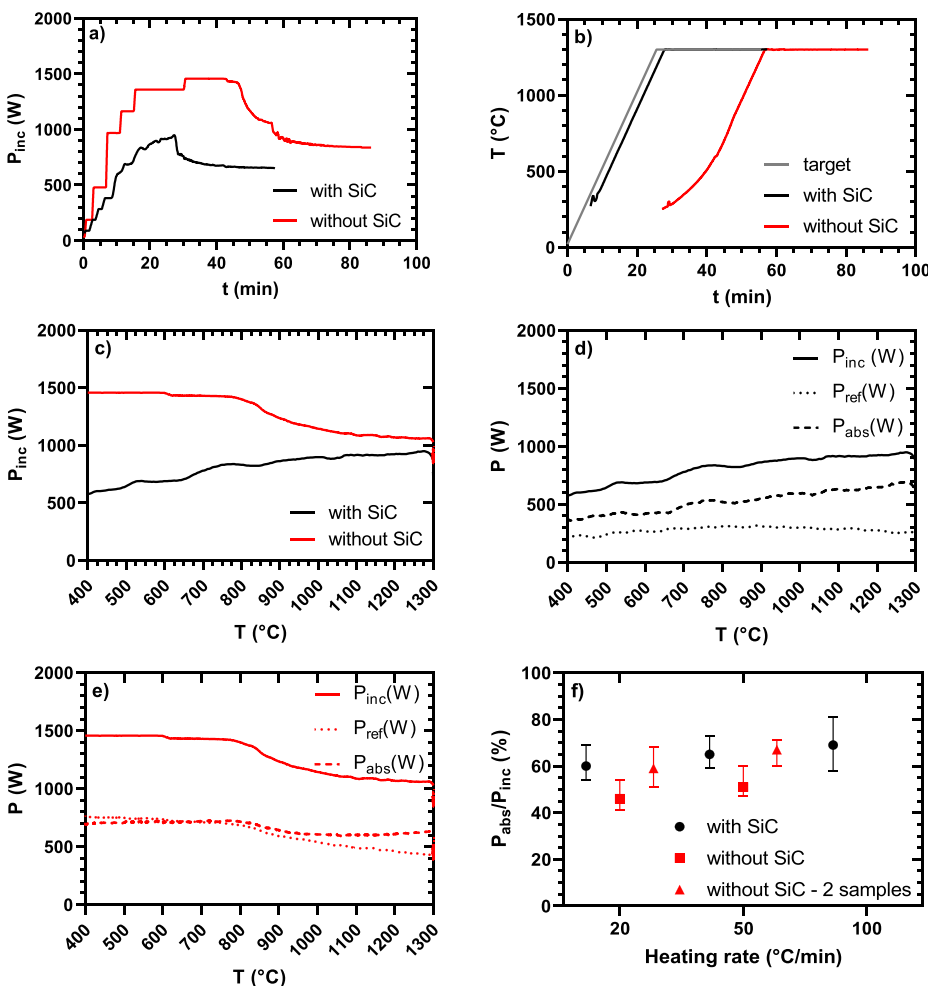 a)
P_inc (W)
2000
1500
1000
500
0
with SiC
without SiC
0 20 40 60 80 100
t (min)
b)
T (°C)
1500
1000
500
0
target
with SiC
without SiC
0 20 40 60 80 100
t (min)
c)
P_inc (W)
2000
1500
1000
500
0
with SiC
without SiC
400 500 600 700 800 900 1000 1100 1200 1300
T (°C)
d)
P (W)
2000
1500
1000
500
0
P_inc (W)
P_ref(W)
P_abs(W)
400 500 600 700 800 900 1000 1100 1200 1300
T (°C)
e)
P (W)
2000
1500
1000
500
0
P_inc(W)
P_ref(W)
P_abs(W)
400 500 600 700 800 900 1000 1100 1200 1300
T (°C)
f)
P_abs/P_inc (%)
100
80
60
40
20
0
with SiC
without SiC
without SiC - 2 samples
20 50 100
Heating rate (°C/min)